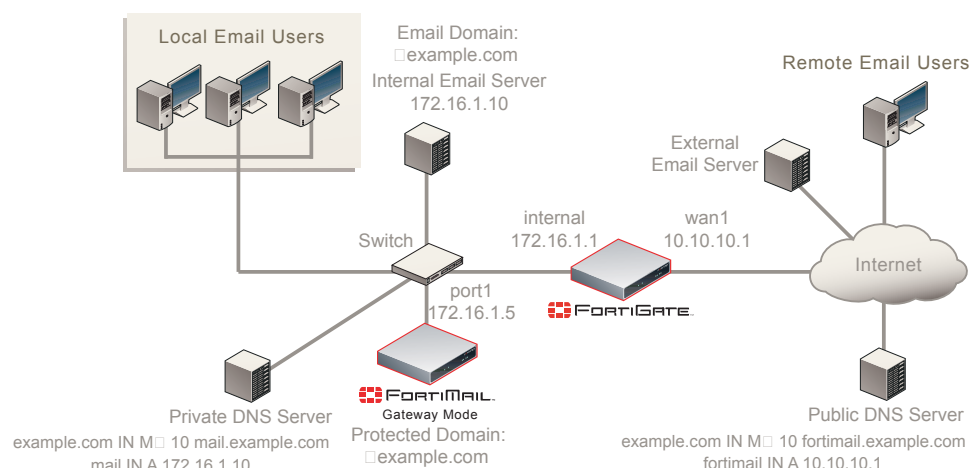 Local Email Users
Email Domain:
□example.com
Internal Email Server
172.16.1.10
Remote Email Users
External
Email Server
internal
172.16.1.1
wan1
10.10.10.1
Switch
Internet
port1
172.16.1.5
FORTIGATE
FORTIMAIL
Gateway Mode
Protected Domain:
□example.com
Private DNS Server
example.com IN M□ 10 mail.example.com
mail IN A 172.16.1.10
Public DNS Server
example.com IN M□ 10 fortimail.example.com
fortimail IN A 10.10.10.1